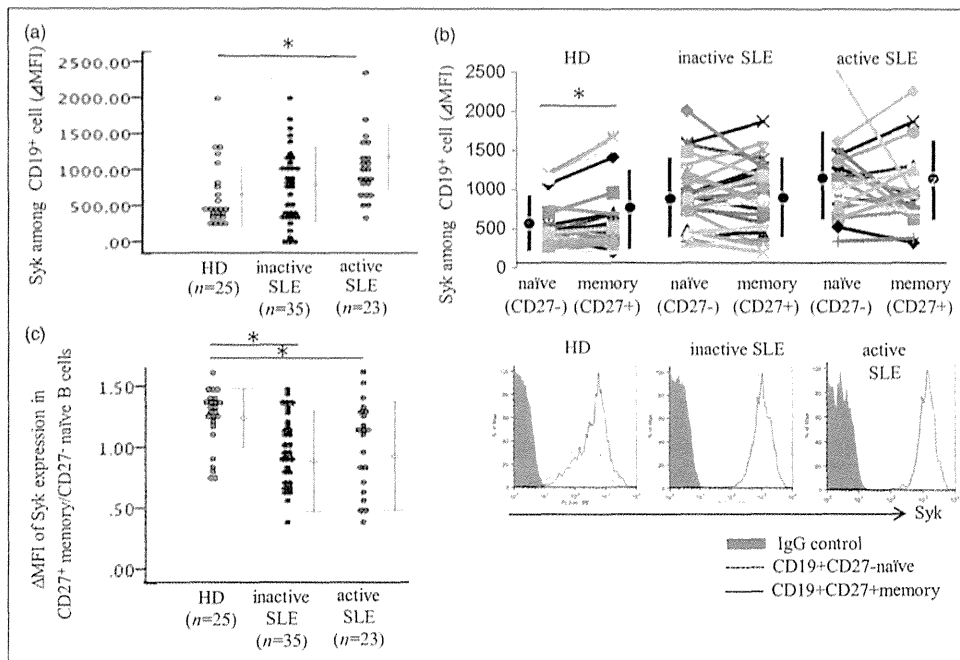 (a)
*
2500.00
2000.00
1500.00
1000.00
500.00
.00
Syk among CD19+ cell (⊿MFI)
HD
(n=25)
inactive
SLE
(n=35)
active
SLE
(n=23)
(b)
HD
inactive SLE
active SLE
*
2500
2000
1500
1000
500
0
Syk among CD19+ cell (⊿MFI)
naïve
(CD27-)
memory
(CD27+)
naïve
(CD27-)
memory
(CD27+)
naïve
(CD27-)
memory
(CD27+)
HD
inactive SLE
active
SLE
Syk
IgG control
CD19+CD27-naïve
CD19+CD27+memory
(c)
*
*
1.50
1.00
.50
.00
ΔMFI of Syk expression in
CD27+ memory/CD27- naïve B cells
HD
(n=25)
inactive
SLE
(n=35)
active
SLE
(n=23)